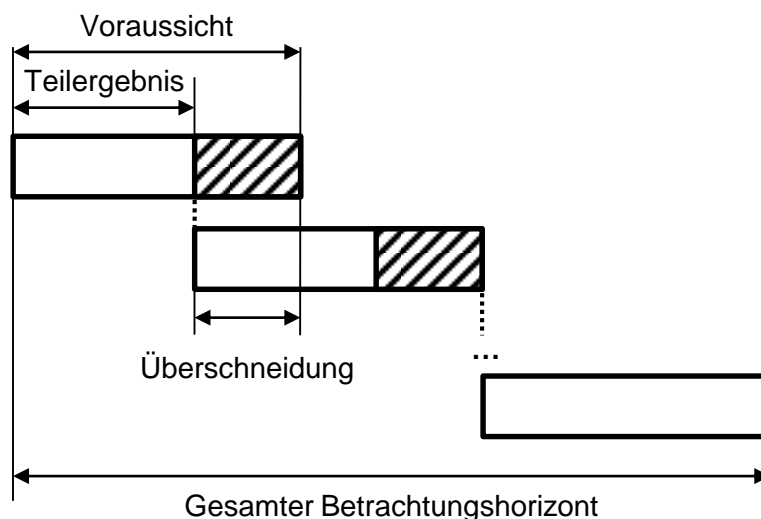 Voraussicht
Teilergebnis
Überschneidung
...
Gesamter Betrachtungshorizont